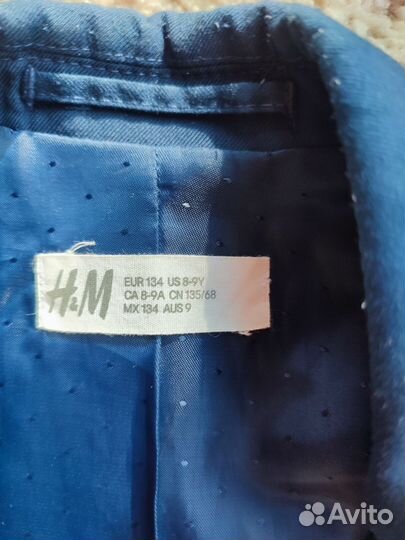 H&M
EUR 134 US 8-9Y
CA 8-9A CN 135/68
MX 134 AUS 9
Avito